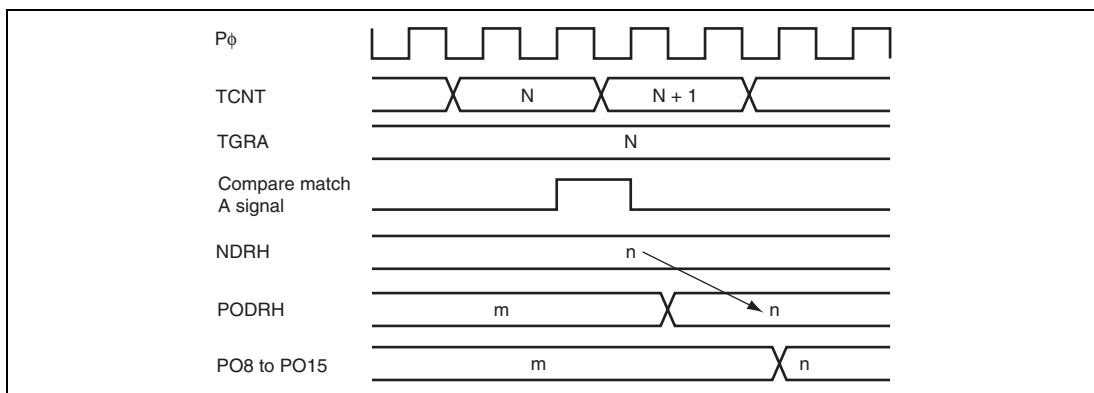 Pϕ
TCNT N N + 1
TGRA N
Compare match
A signal
NDRH n
PODRH m n
PO8 to PO15 m n